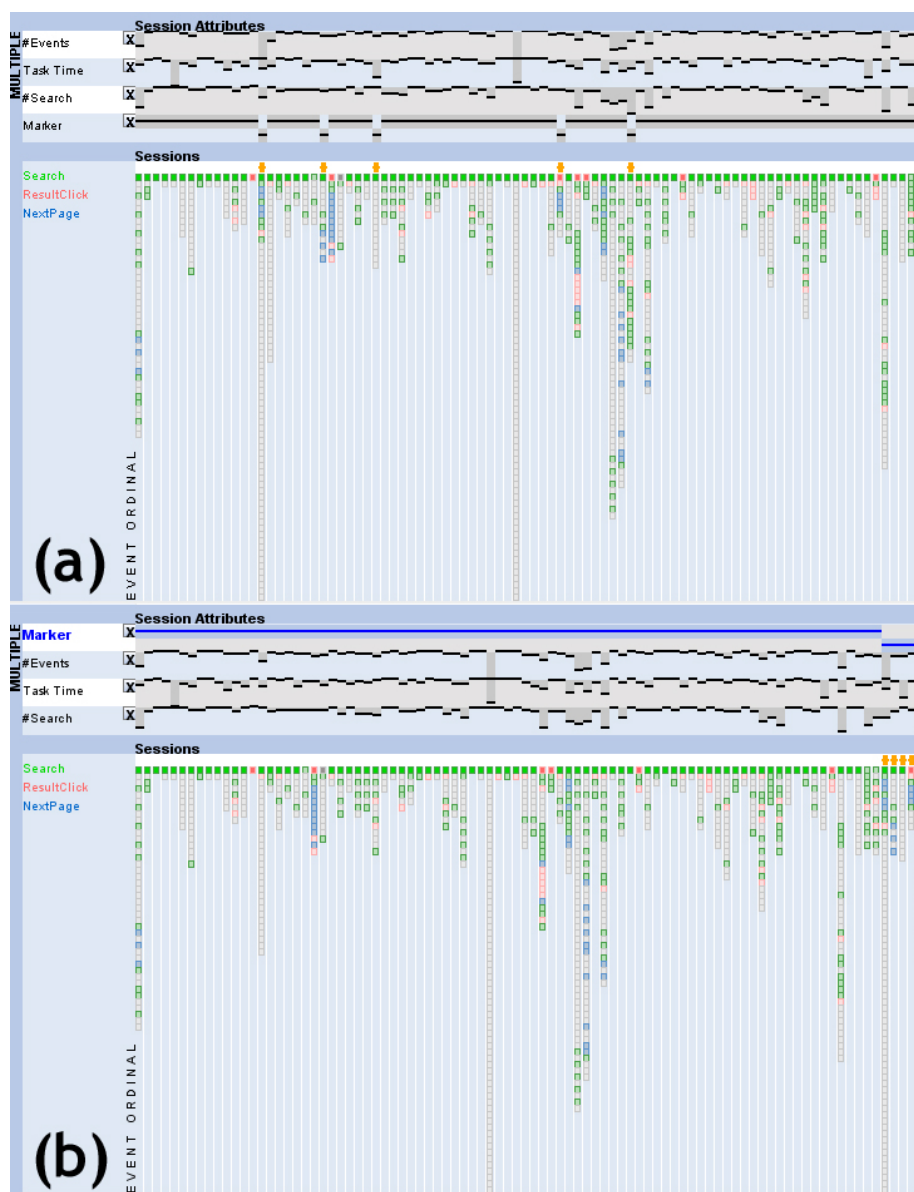 Session Attributes
MULTIPLE
#Events X
Task Time X
#Search X
Marker X
Sessions
Search
ResultClick
NextPage
EVENT ORDINAL
(a)
Session Attributes
MULTIPLE
Marker X
#Events X
Task Time X
#Search X
Sessions
Search
ResultClick
NextPage
EVENT ORDINAL
(b)